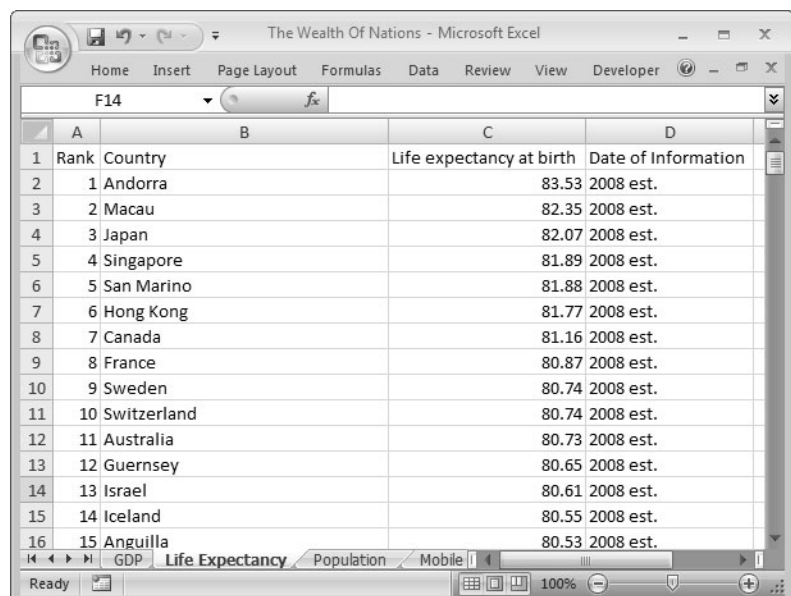 The Wealth Of Nations - Microsoft Excel
Home Insert Page Layout Formulas Data Review View Developer
F14 fx
A B C D
1 Rank Country Life expectancy at birth Date of Information
2 1 Andorra 83.53 2008 est.
3 2 Macau 82.35 2008 est.
4 3 Japan 82.07 2008 est.
5 4 Singapore 81.89 2008 est.
6 5 San Marino 81.88 2008 est.
7 6 Hong Kong 81.77 2008 est.
8 7 Canada 81.16 2008 est.
9 8 France 80.87 2008 est.
10 9 Sweden 80.74 2008 est.
11 10 Switzerland 80.74 2008 est.
12 11 Australia 80.73 2008 est.
13 12 Guernsey 80.65 2008 est.
14 13 Israel 80.61 2008 est.
15 14 Iceland 80.55 2008 est.
16 15 Anguilla 80.53 2008 est.
GDP Life Expectancy Population Mobile
Ready 100%